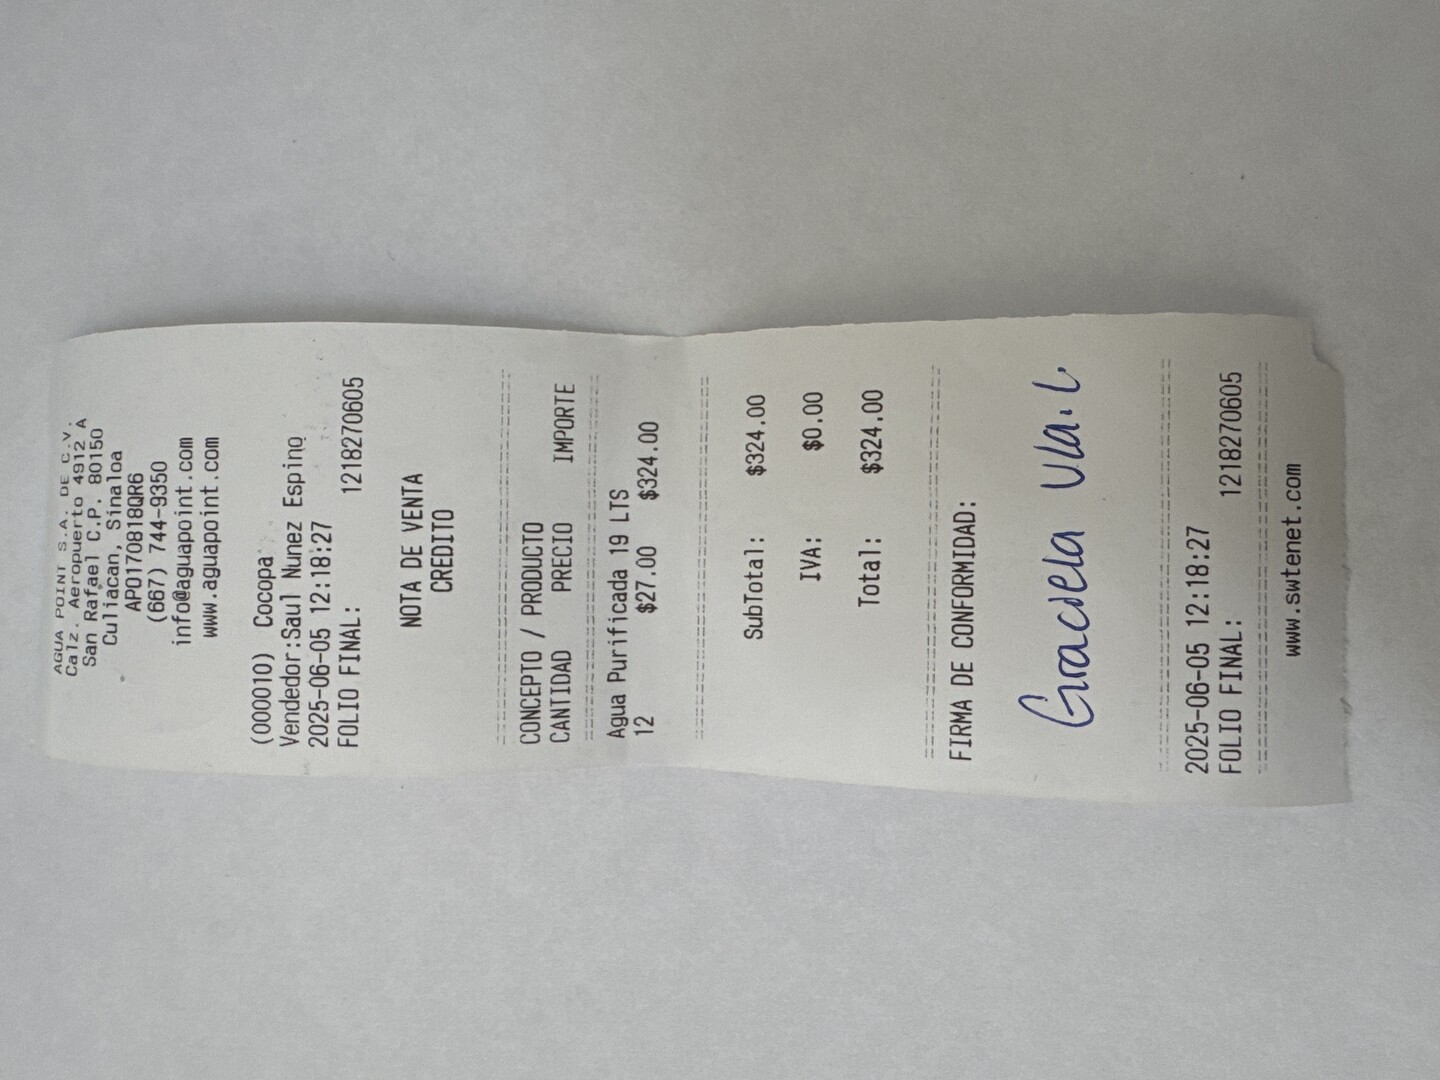 AGUA POINT S.A. DE C.V.
Calz. Aeropuerto 4912 A
San Rafael C.P. 80150
Culiacan, Sinaloa
APO170818QR6
(667) 744-9350
info@aguapoint.com
www.aguapoint.com
(000010) Cocopa
Vendedor:Saul Nunez Espino
2025-06-05 12:18:27
FOLIO FINAL: 1218270605
NOTA DE VENTA
CREDITO
CONCEPTO / PRODUCTO
CANTIDAD PRECIO IMPORTE
Agua Purificada 19 LTS
12 $27.00 $324.00
SubTotal: $324.00
IVA: $0.00
Total: $324.00
FIRMA DE CONFORMIDAD:
Graciela
2025-06-05 12:18:27
FOLIO FINAL: 1218270605
www.swtenet.com